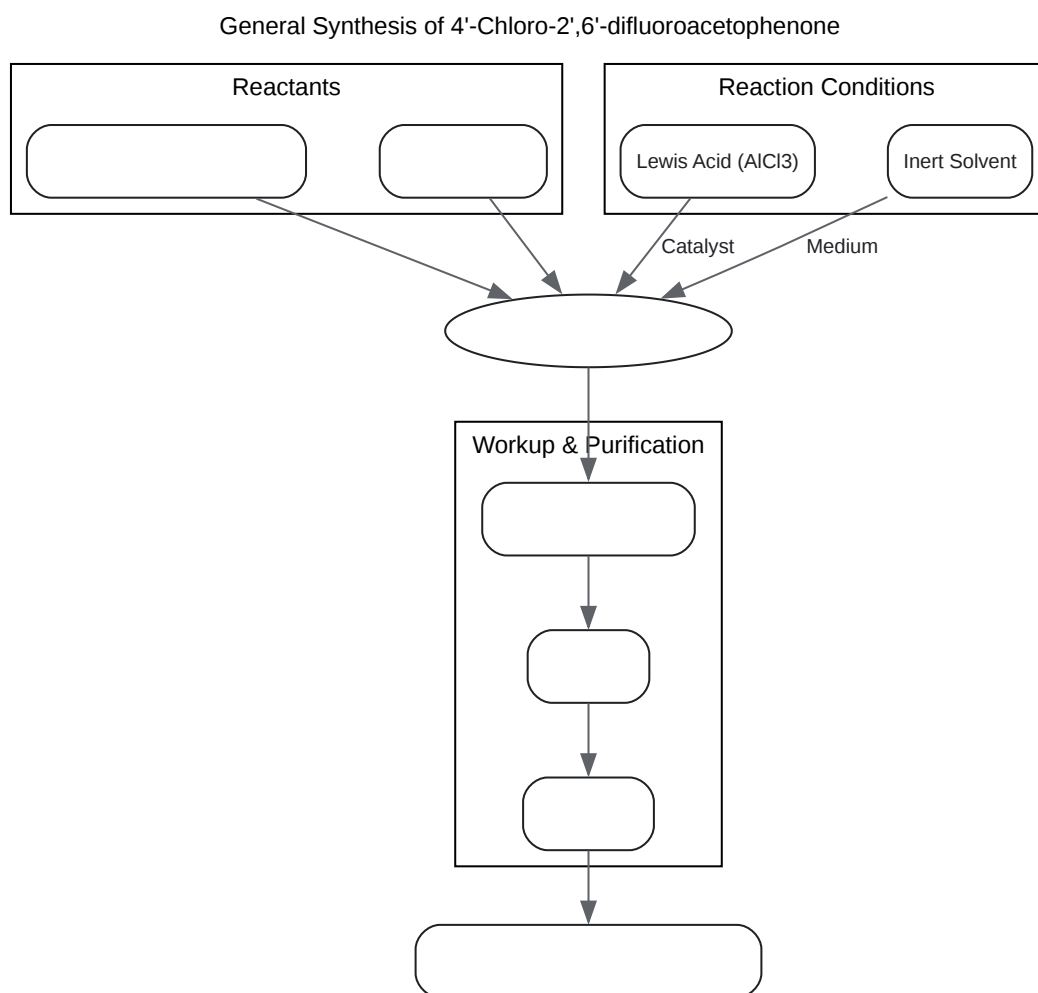 General Synthesis of 4'-Chloro-2',6'-difluoroacetophenone
Reactants
Reaction Conditions
Lewis Acid (AlCl3)
Inert Solvent
Catalyst
Medium
Workup & Purification